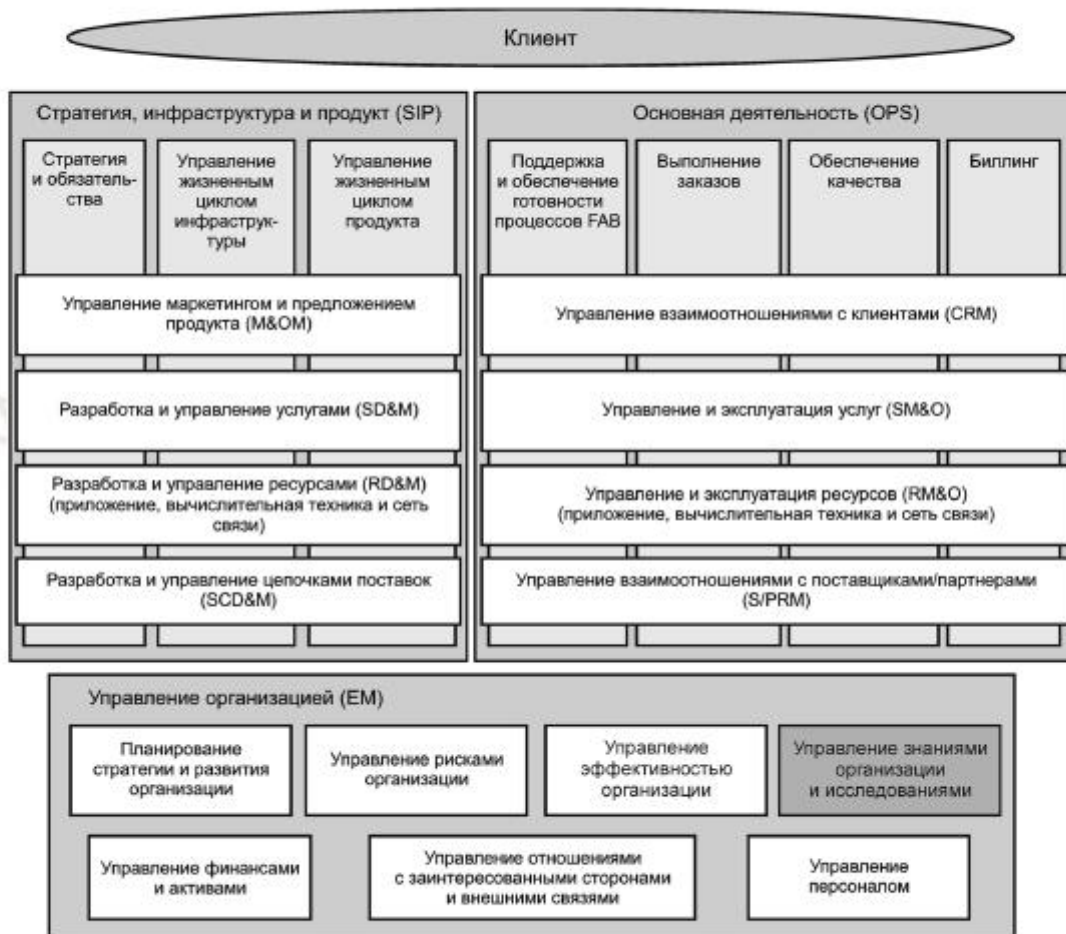 Клиент
Стратегия, инфраструктура и продукт (SIP)
Стратегия
и обязатель-
ства
Управление
жизненным
циклом
инфраструк-
туры
Управление
жизненным
циклом
продукта
Управление маркетингом и предложением
продукта (M&OM)
Разработка и управление услугами (SD&M)
Разработка и управление ресурсами (RD&M)
(приложение, вычислительная техника и сеть
связи)
Разработка и управление цепочками поставок
(SCD&M)
Основная деятельность (OPS)
Поддержка
и обеспечение
готовности
процессов FAB
Выполнение
заказов
Обеспечение
качества
Биллинг
Управление взаимоотношениями с клиентами (CRM)
Управление и эксплуатация услуг (SM&O)
Управление и эксплуатация ресурсов (RM&O)
(приложение, вычислительная техника и сеть связи)
Управление взаимоотношениями с поставщиками/партнерами
(S/PRM)
Управление организацией (EM)
Планирование
стратегии и развития
организации
Управление рисками
организации
Управление
эффективностью
организации
Управление знаниями
организации
и исследованиями
Управление финансами
и активами
Управление отношениями
с заинтересованными сторонами
и внешними связями
Управление
персоналом